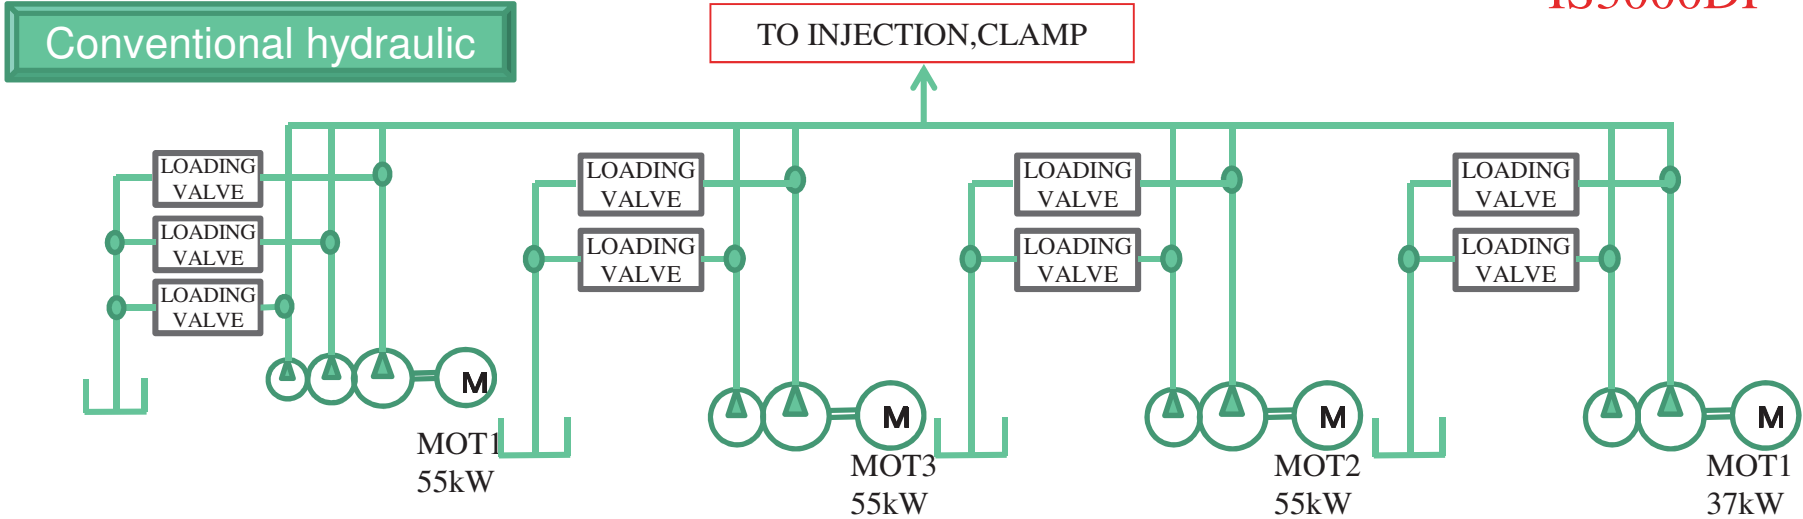 Conventional hydraulic
TO INJECTION,CLAMP
LOADING
VALVE
LOADING
VALVE
LOADING
VALVE
LOADING
VALVE
LOADING
VALVE
LOADING
VALVE
LOADING
VALVE
LOADING
VALVE
LOADING
VALVE
M
MOT1
55kW
M
MOT3
55kW
M
MOT2
55kW
M
MOT1
37kW